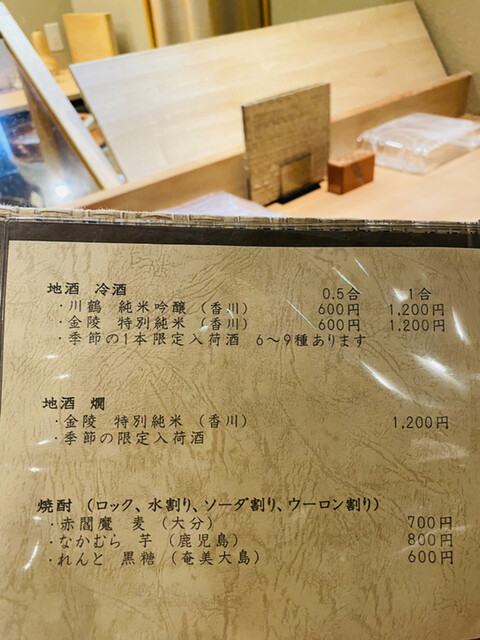 地酒 冷酒 0.5合 1合
・川鶴 純米吟醸（香川） 600円 1,200円
・金陵 特別純米（香川） 600円 1,200円
・季節の1本限定入荷酒 6～9種あります
地酒 燗
・金陵 特別純米（香川） 1,200円
・季節の限定入荷酒
焼酎（ロック、水割り、ソーダ割り、ウーロン割り）
・赤閻魔 麦（大分） 700円
・なかむら 芋（鹿児島） 800円
・れんと 黒糖（奄美大島） 600円